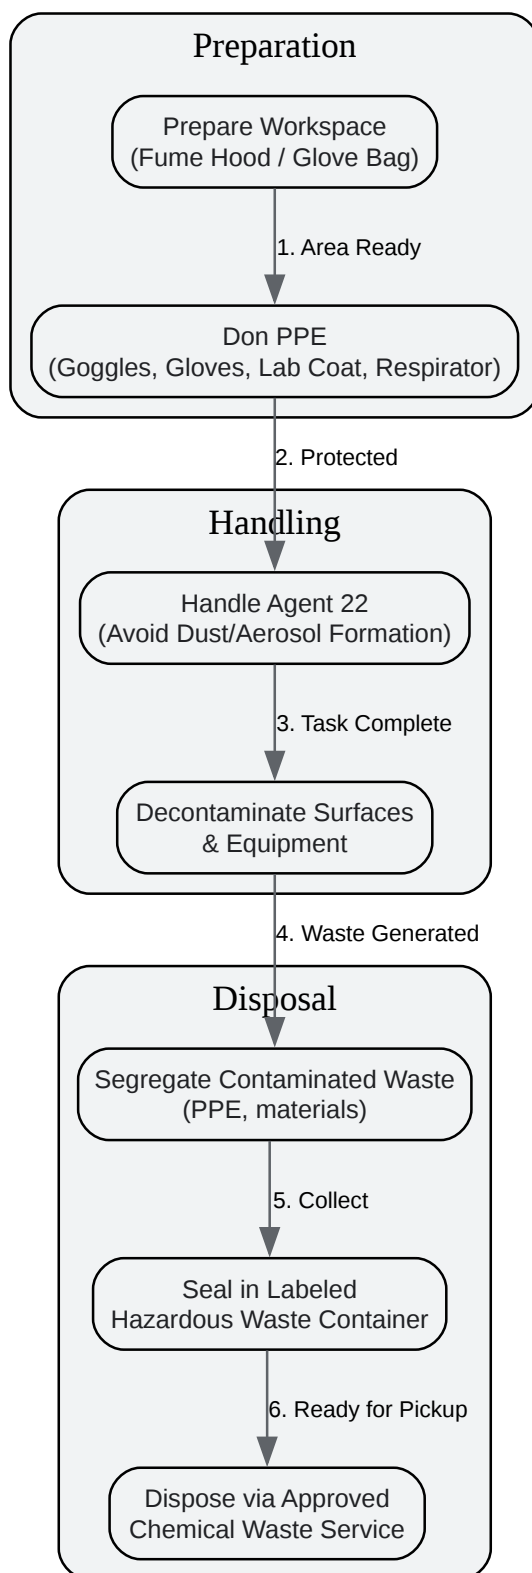 Preparation
Prepare Workspace
(Fume Hood / Glove Bag)
1. Area Ready
Don PPE
(Goggles, Gloves, Lab Coat, Respirator)
2. Protected
Handling
Handle Agent 22
(Avoid Dust/Aerosol Formation)
3. Task Complete
Decontaminate Surfaces
& Equipment
4. Waste Generated
Disposal
Segregate Contaminated Waste
(PPE, materials)
5. Collect
Seal in Labeled
Hazardous Waste Container
6. Ready for Pickup
Dispose via Approved
Chemical Waste Service